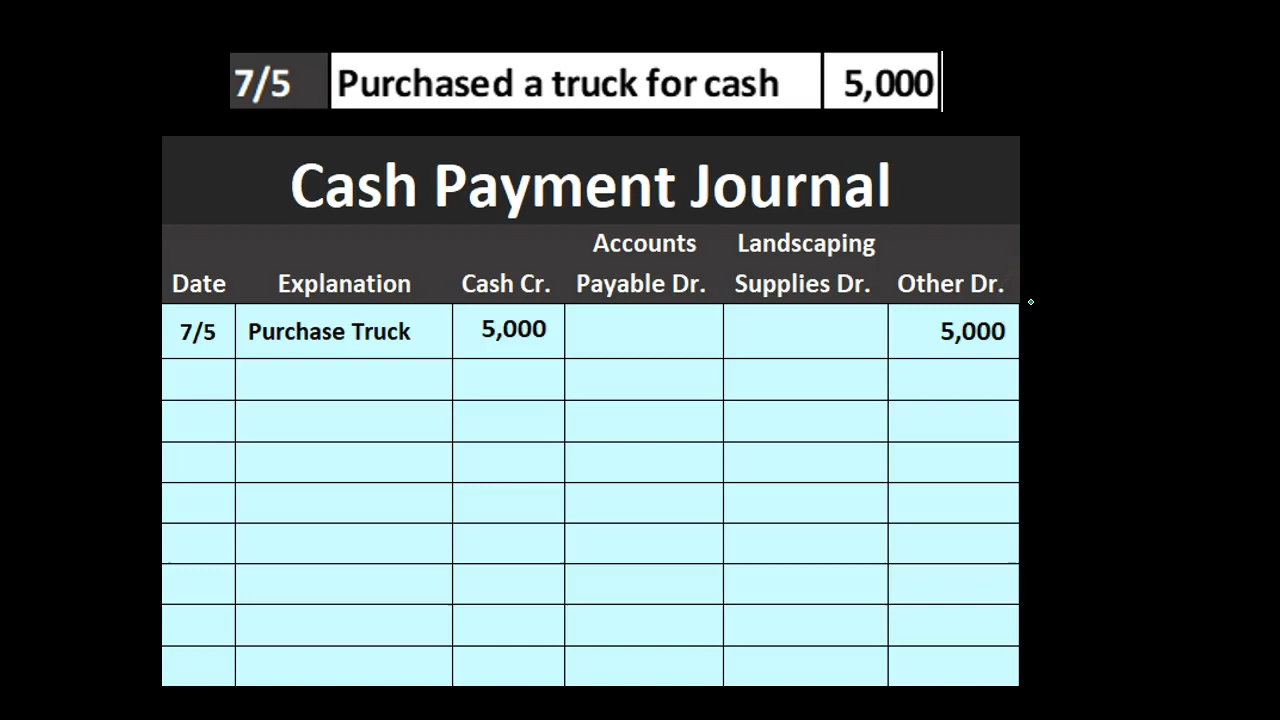 7/5 Purchased a truck for cash 5,000
Cash Payment Journal
Accounts Landscaping
Date Explanation Cash Cr. Payable Dr. Supplies Dr. Other Dr.
7/5 Purchase Truck 5,000 5,000